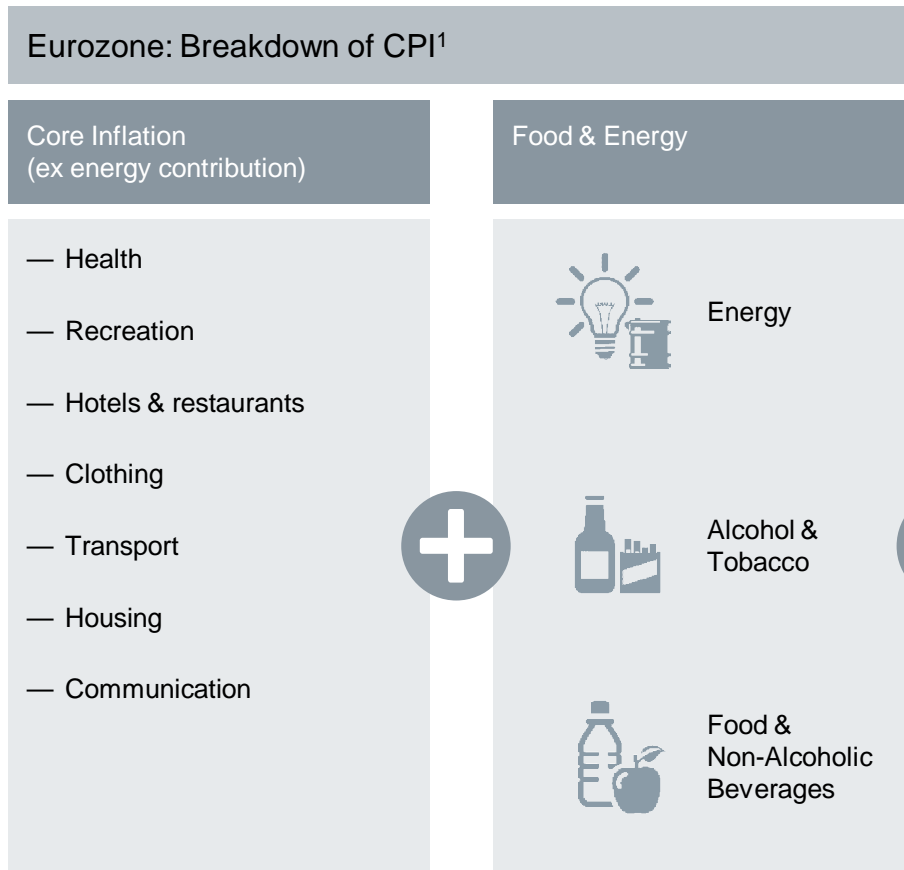 Eurozone: Breakdown of CPI¹
Core Inflation
(ex energy contribution)
— Health
— Recreation
— Hotels & restaurants
— Clothing
— Transport
— Housing
— Communication
Food & Energy
Energy
Alcohol &
Tobacco
Food &
Non-Alcoholic
Beverages